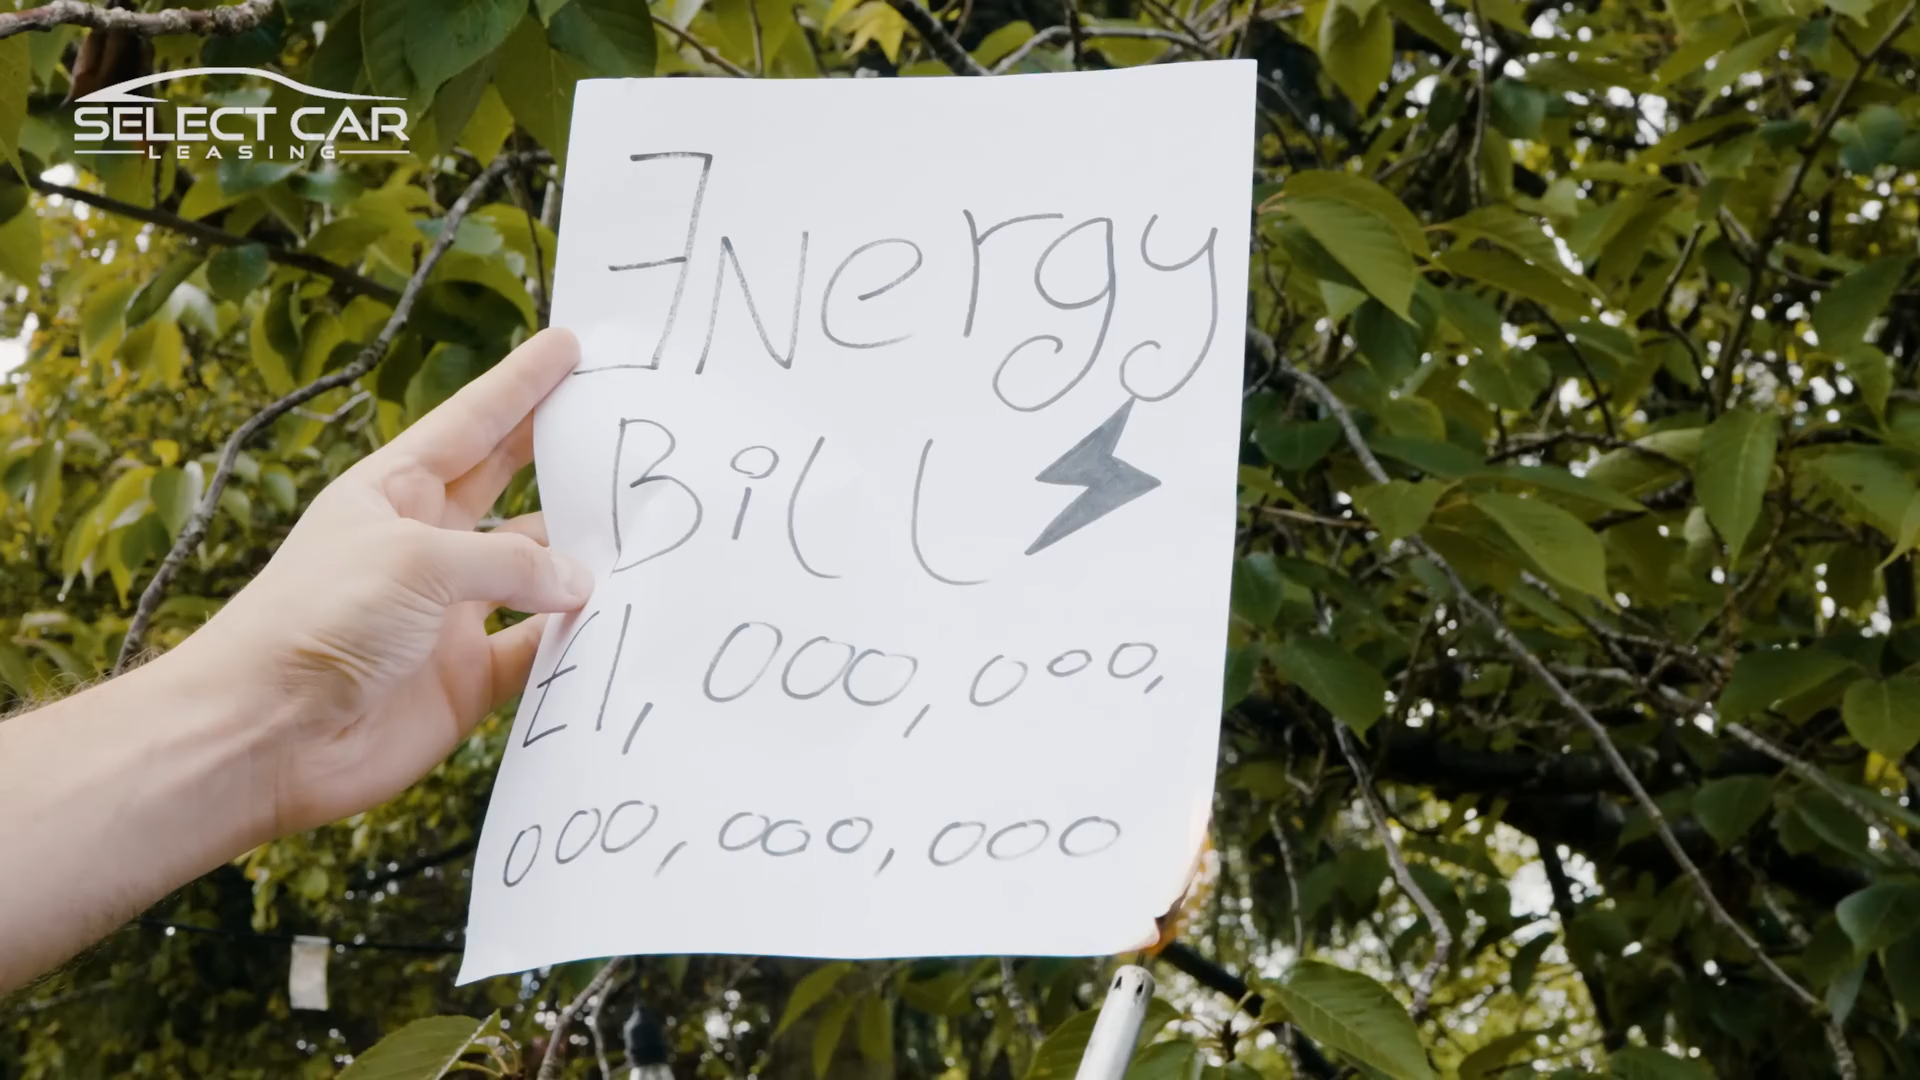 SELECT CAR
LEASING
ENergy
Bill
£1,000,000,
000,000,000